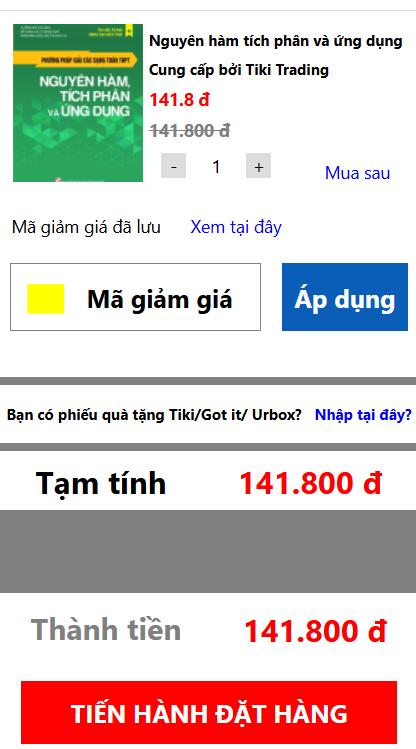 PHƯƠNG PHÁP GIẢI CÁC DẠNG TOÁN THPT
NGUYÊN HÀM,
TÍCH PHÂN
VÀ ỨNG DỤNG
Nguyên hàm tích phân và ứng dụng
Cung cấp bởi Tiki Trading
141.8 đ
141.800 đ
- 1 +
Mua sau
Mã giảm giá đã lưu Xem tại đây
Mã giảm giá Áp dụng
Bạn có phiếu quà tặng Tiki/Got it/ Urbox? Nhập tại đây?
Tạm tính 141.800 đ
Thành tiền 141.800 đ
TIẾN HÀNH ĐẶT HÀNG